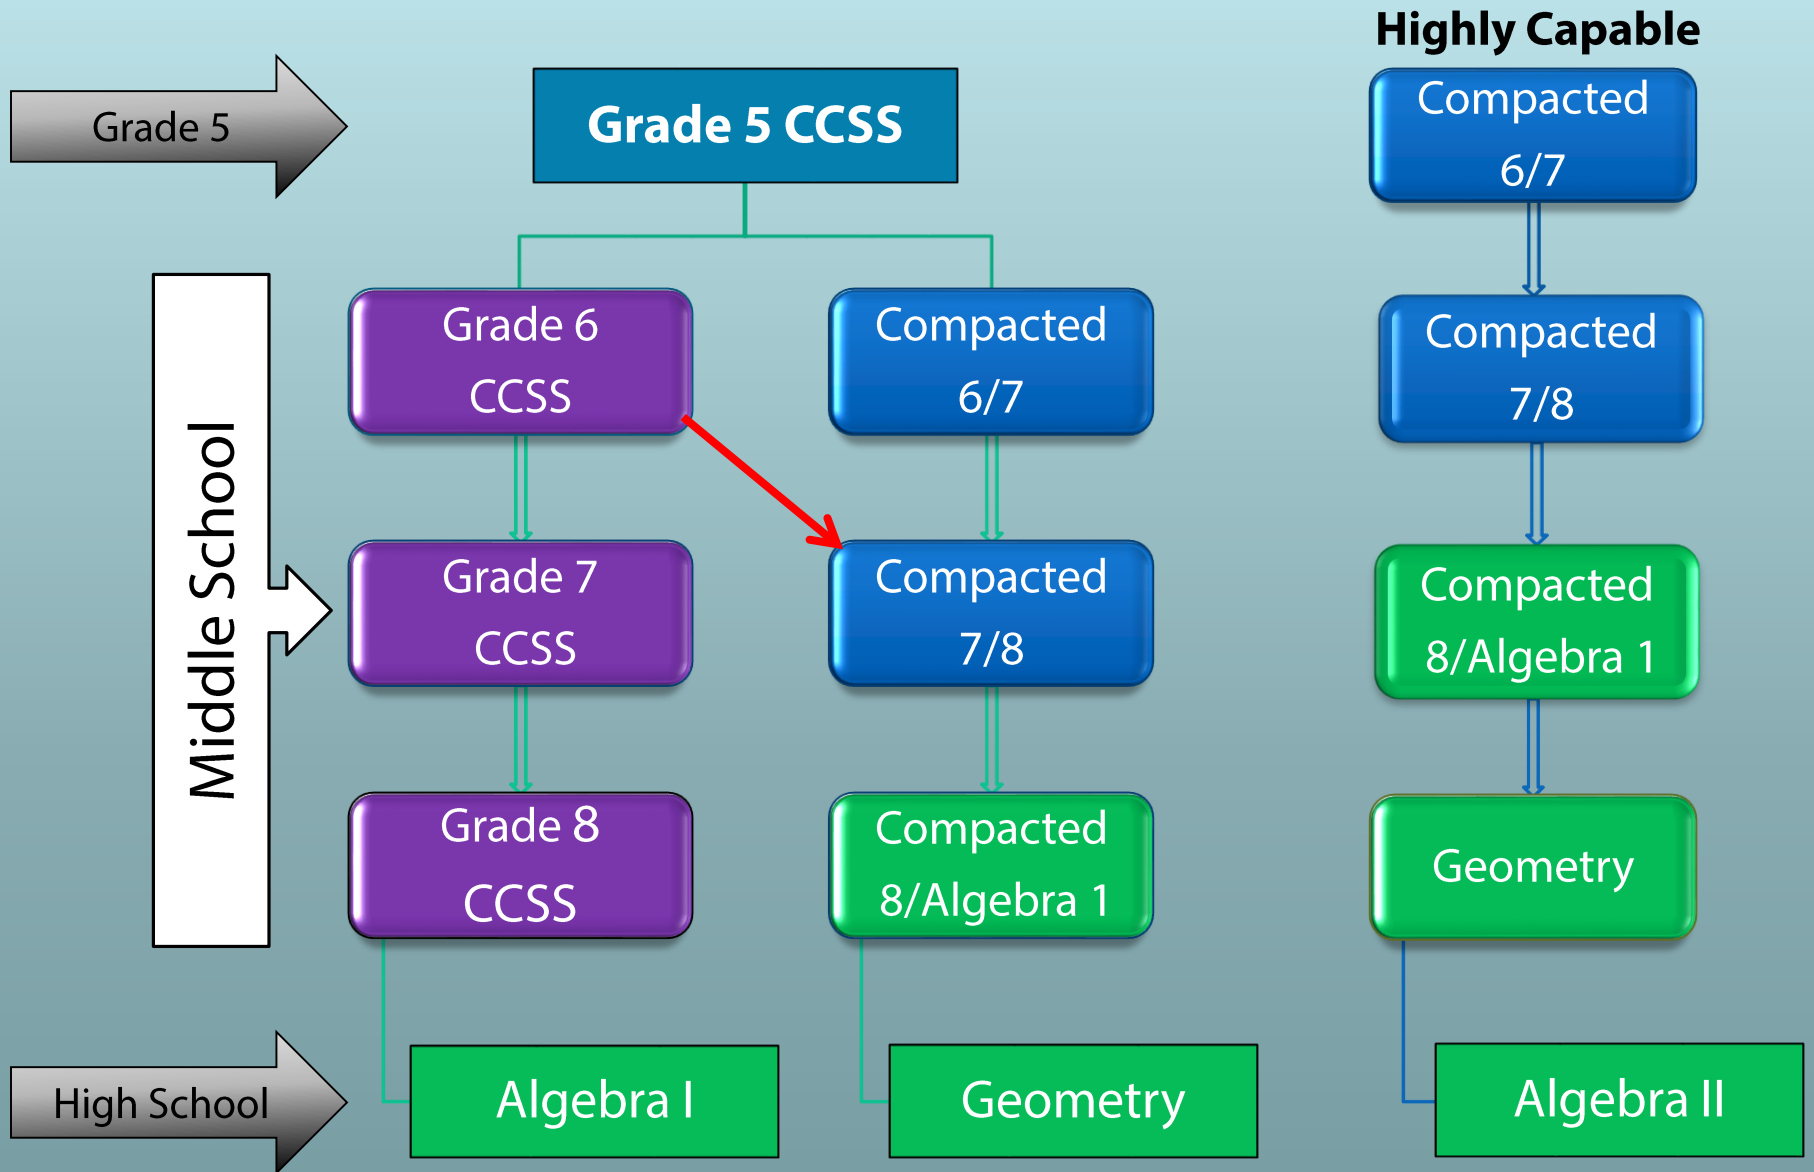 Highly Capable
Grade 5
Grade 5 CCSS
Compacted
6/7
Middle School
Grade 6
CCSS
Compacted
6/7
Compacted
7/8
Grade 7
CCSS
Compacted
7/8
Compacted
8/Algebra 1
Grade 8
CCSS
Compacted
8/Algebra 1
Geometry
High School
Algebra I
Geometry
Algebra II